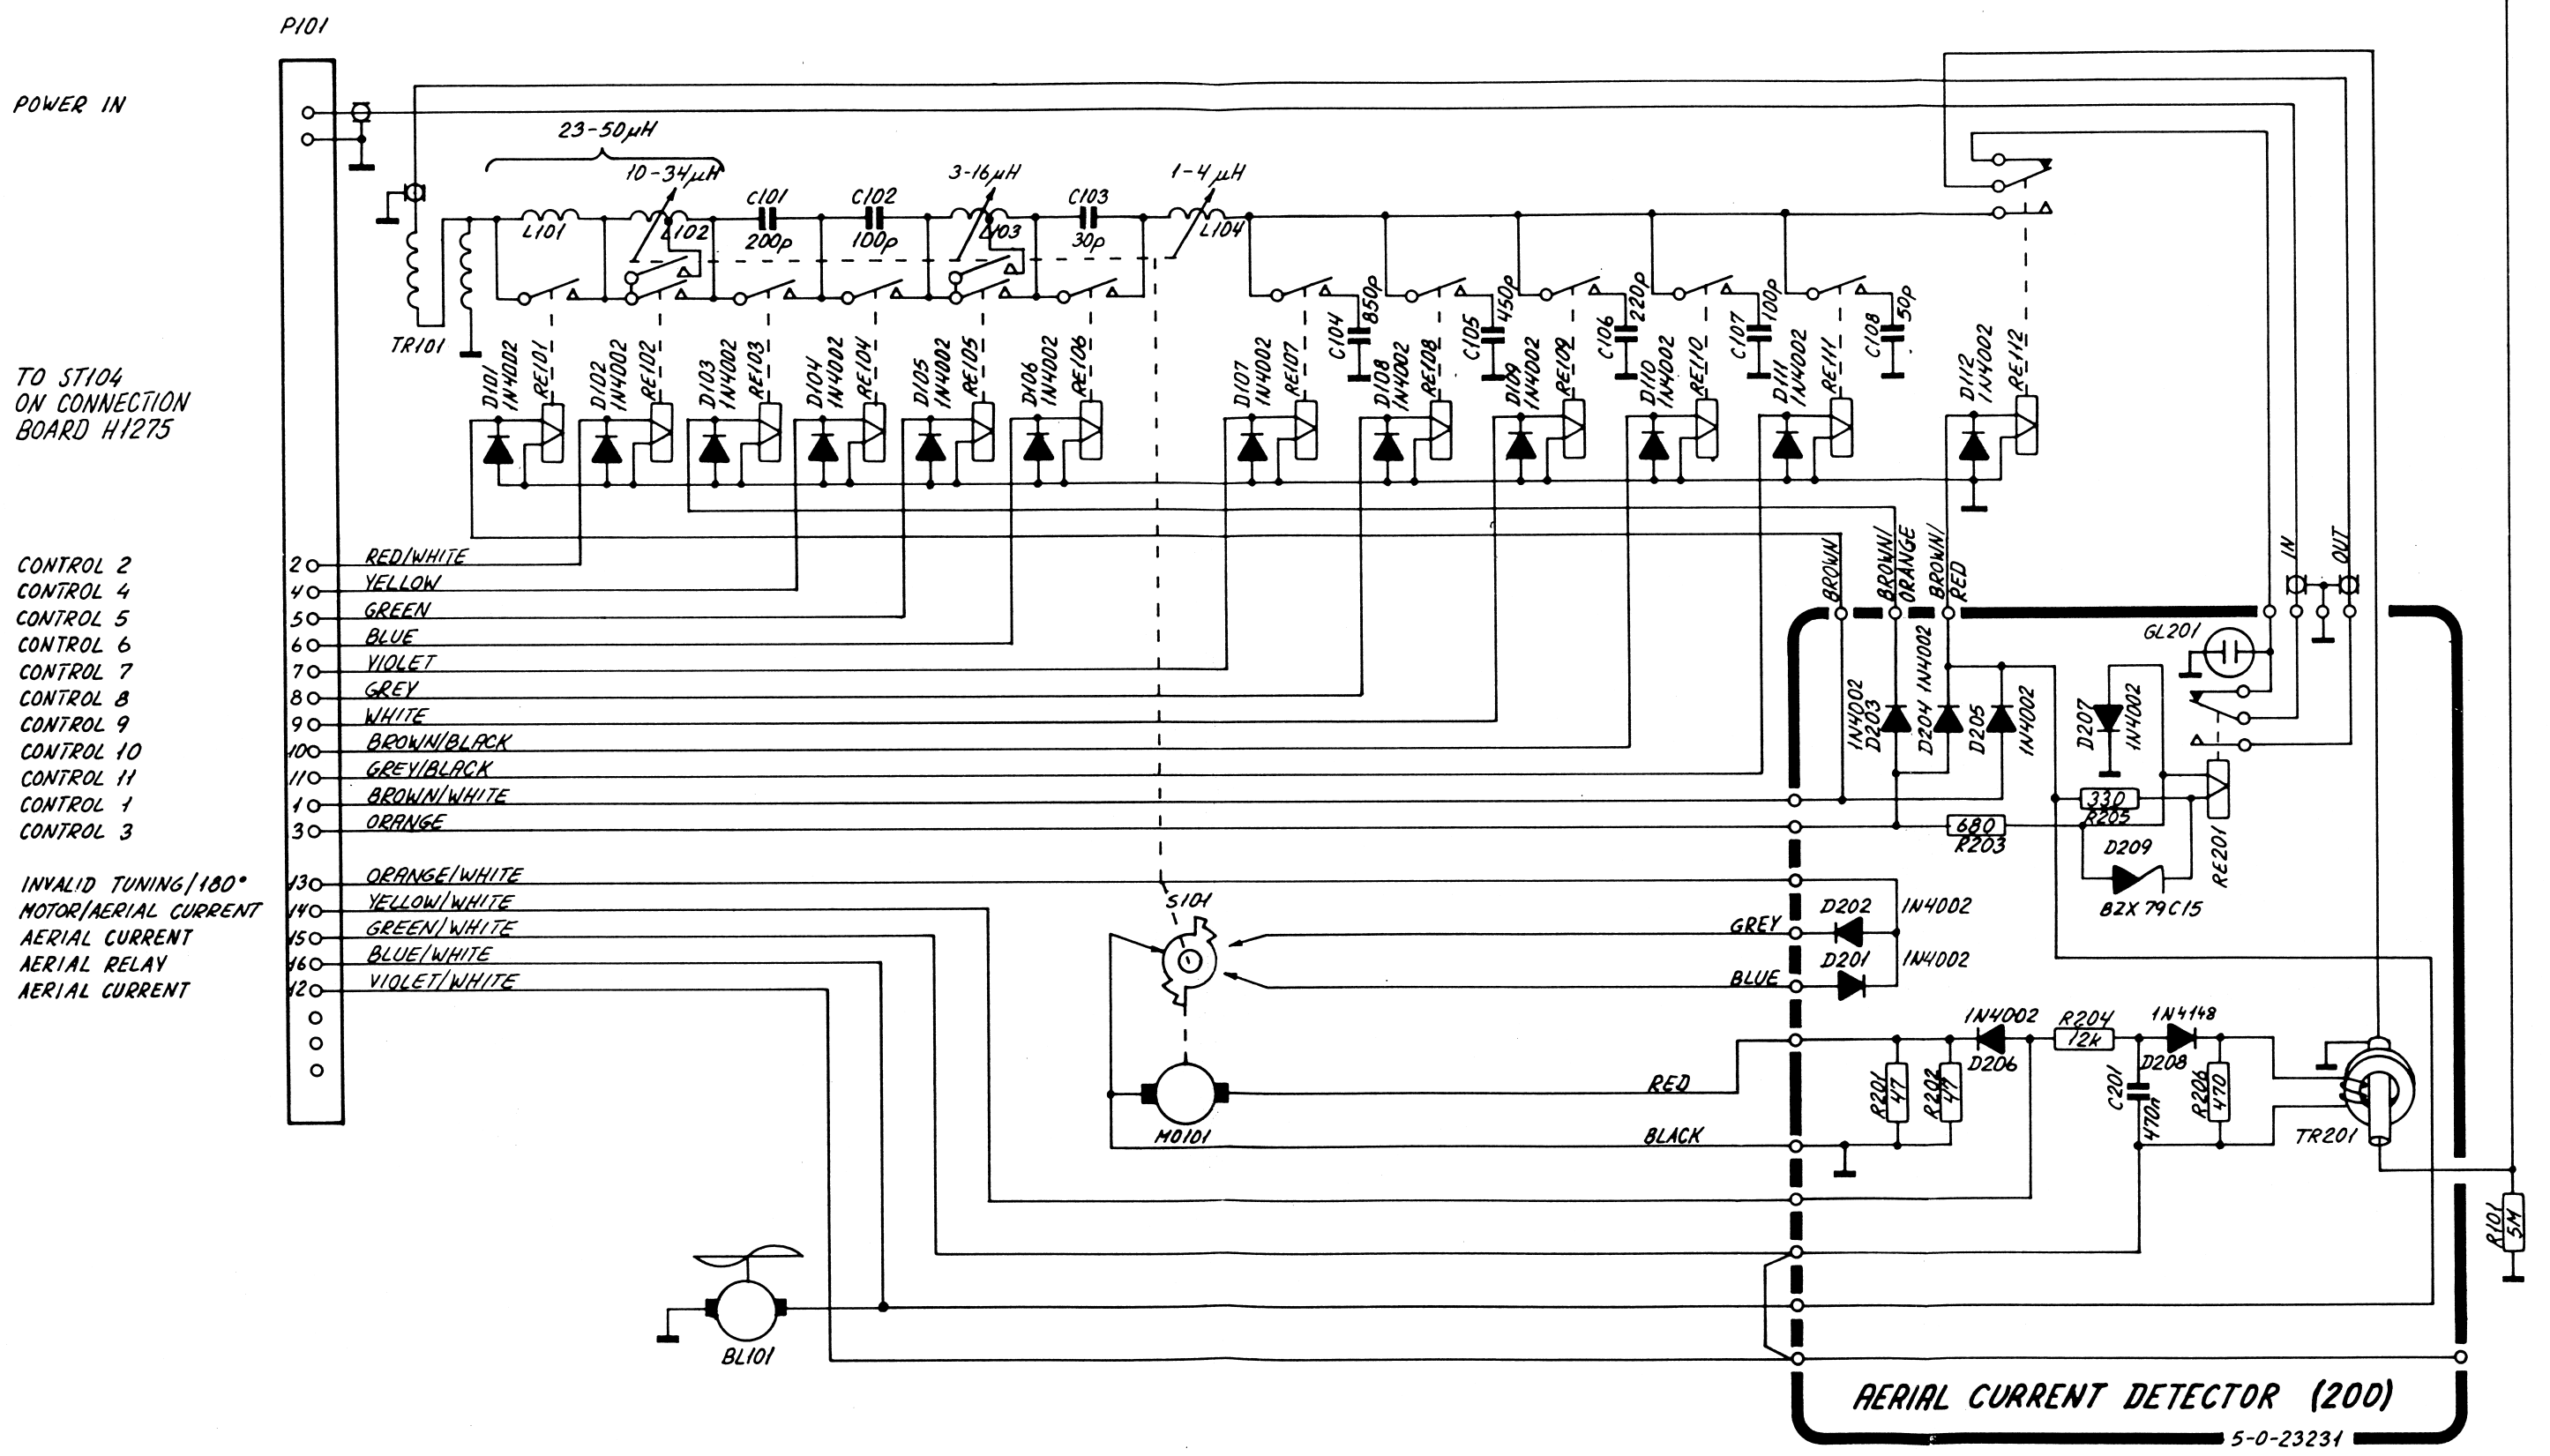 P101
POWER IN
23-50µH
10-34µH
3-16µH
1-4µH
C101
200p
C102
100p
C103
30p
L101
L102
L103
L104
TR101
TO ST104
ON CONNECTION
BOARD H1275
D101
1N4002
RE101
D102
1N4002
RE102
D103
1N4002
RE103
D104
1N4002
RE104
D105
1N4002
RE105
D106
1N4002
RE106
D107
1N4002
RE107
C104
850p
D108
1N4002
RE108
C105
450p
D109
1N4002
RE109
C106
220p
D110
1N4002
RE110
C107
100p
D111
1N4002
RE111
C108
50p
D112
1N4002
RE112
CONTROL 2 2 RED/WHITE
CONTROL 4 4 YELLOW
CONTROL 5 5 GREEN
CONTROL 6 6 BLUE
CONTROL 7 7 VIOLET
CONTROL 8 8 GREY
CONTROL 9 9 WHITE
CONTROL 10 10 BROWN/BLACK
CONTROL 11 11 GREY/BLACK
CONTROL 1 1 BROWN/WHITE
CONTROL 3 3 ORANGE
INVALID TUNING/180° 13 ORANGE/WHITE
MOTOR/AERIAL CURRENT 14 YELLOW/WHITE
AERIAL CURRENT 15 GREEN/WHITE
AERIAL RELAY 16 BLUE/WHITE
AERIAL CURRENT 12 VIOLET/WHITE
BROWN
BROWN/
ORANGE
BROWN/
RED
IN
OUT
GL201
1N4002
D203
D204 1N4002
D205
1N4002
D207
1N4002
330
R205
680
R203
D209
BZX79C15
RE201
S101
GREY
BLUE
D202 1N4002
D201 1N4002
RED
BLACK
M0101
1N4002
D206
R204
12k
1N4148
D208
R201
47
R202
47
C201
470n
R206
470
TR201
R101
5M
BL101
AERIAL CURRENT DETECTOR (200)
5-0-23231